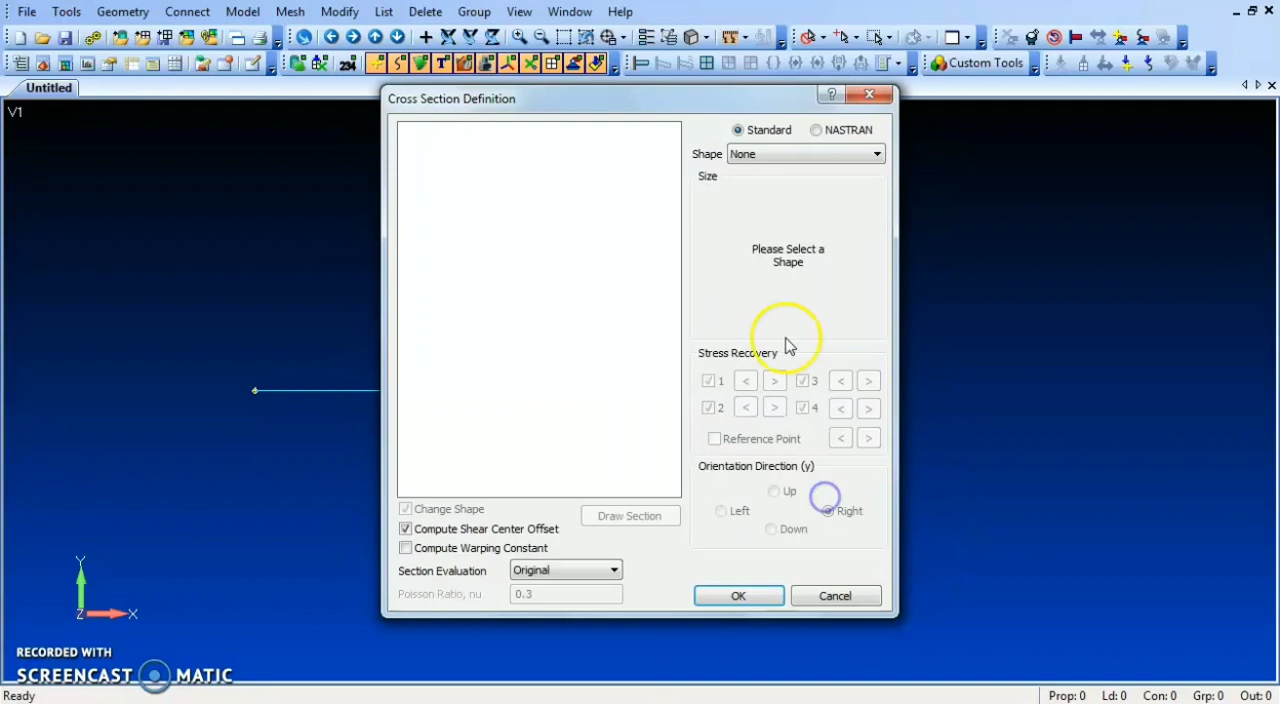 File Tools Geometry Connect Model Mesh Modify List Delete Group View Window Help
234
Custom Tools
Untitled
V1
Cross Section Definition
?
Standard NASTRAN
Shape None
Size
Please Select a
Shape
Stress Recovery
1 < > 3 < >
2 < > 4 < >
Reference Point < >
Orientation Direction (y)
Up
Left Right
Down
Change Shape Draw Section
Compute Shear Center Offset
Compute Warping Constant
Section Evaluation Original
Poisson Ratio, nu 0.3
OK Cancel
Y
Z X
RECORDED WITH
SCREENCAST MATIC
Ready Prop: 0 Ld: 0 Con: 0 Grp: 0 Out: 0